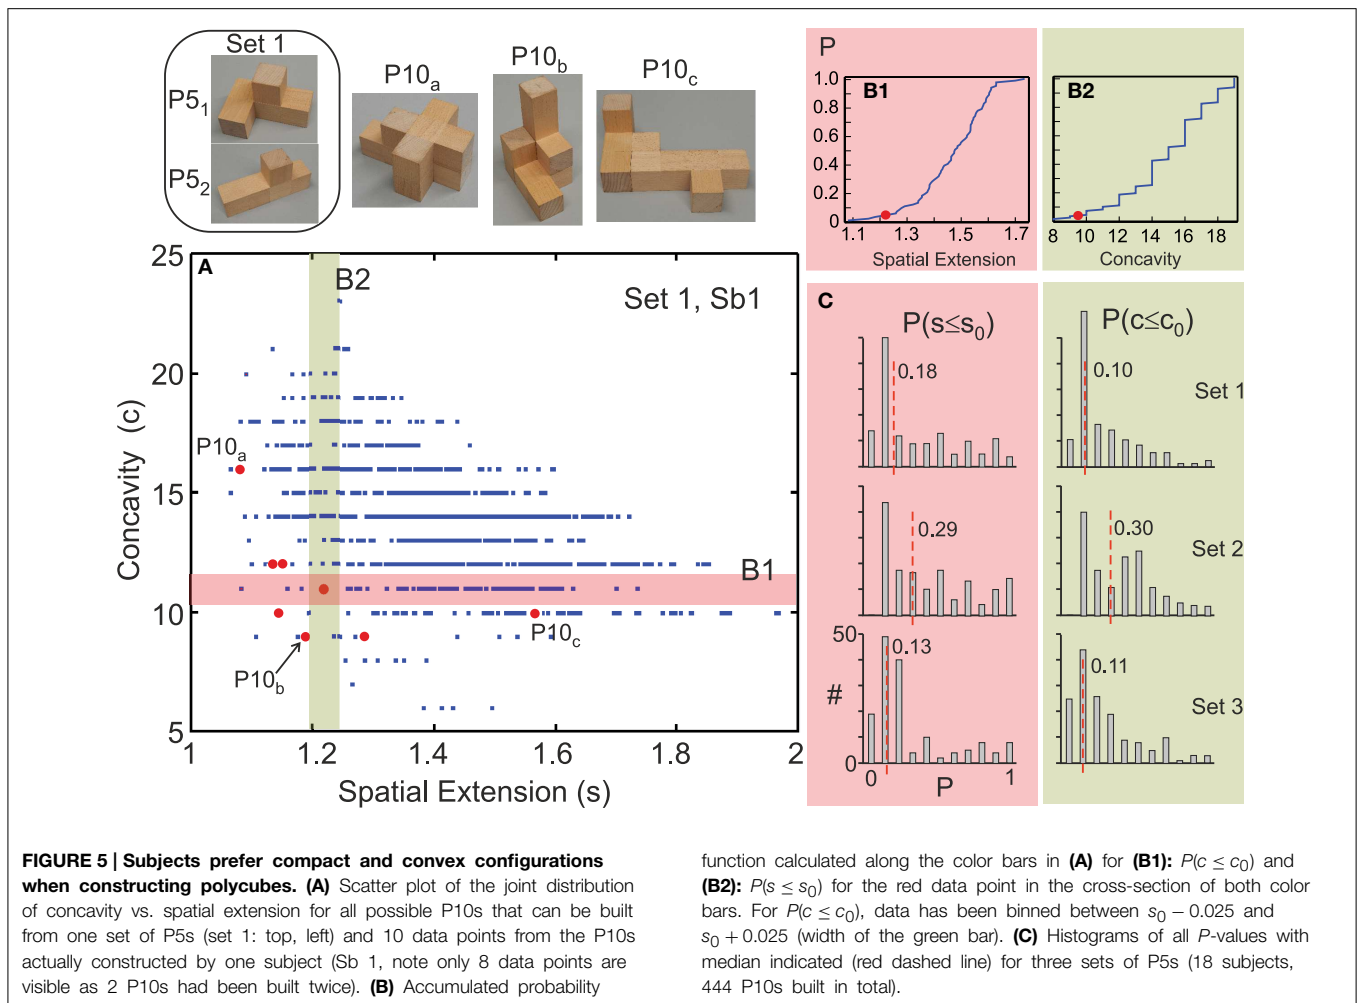 Set 1
P5₁
P5₂
P10ₐ
P10b
P10c
P
B1
1.0
0.8
0.6
0.4
0.2
0
1.1 1.3 1.5 1.7
Spatial Extension
B2
8 10 12 14 16 18
Concavity
A
B2
Set 1, Sb1
25
20
15
10
5
Concavity (c)
P10ₐ
B1
P10c
P10b
1 1.2 1.4 1.6 1.8 2
Spatial Extension (s)
C
P(s≤s₀)
P(c≤c₀)
0.18
0.10
Set 1
0.29
0.30
Set 2
50
0.13
0.11
#
Set 3
0
0 1
P
FIGURE 5 | Subjects prefer compact and convex configurations
when constructing polycubes. (A) Scatter plot of the joint distribution
of concavity vs. spatial extension for all possible P10s that can be built
from one set of P5s (set 1: top, left) and 10 data points from the P10s
actually constructed by one subject (Sb 1, note only 8 data points are
visible as 2 P10s had been built twice). (B) Accumulated probability
function calculated along the color bars in (A) for (B1): P(c ≤ c₀) and
(B2): P(s ≤ s₀) for the red data point in the cross-section of both color
bars. For P(c ≤ c₀), data has been binned between s₀ − 0.025 and
s₀ + 0.025 (width of the green bar). (C) Histograms of all P-values with
median indicated (red dashed line) for three sets of P5s (18 subjects,
444 P10s built in total).